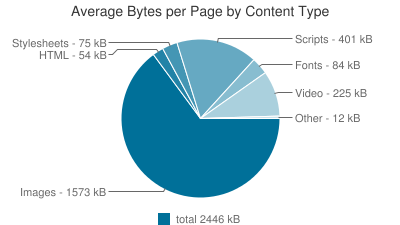 Average Bytes per Page by Content Type
Stylesheets - 75 kB
HTML - 54 kB
Scripts - 401 kB
Fonts - 84 kB
Video - 225 kB
Other - 12 kB
Images - 1573 kB
total 2446 kB